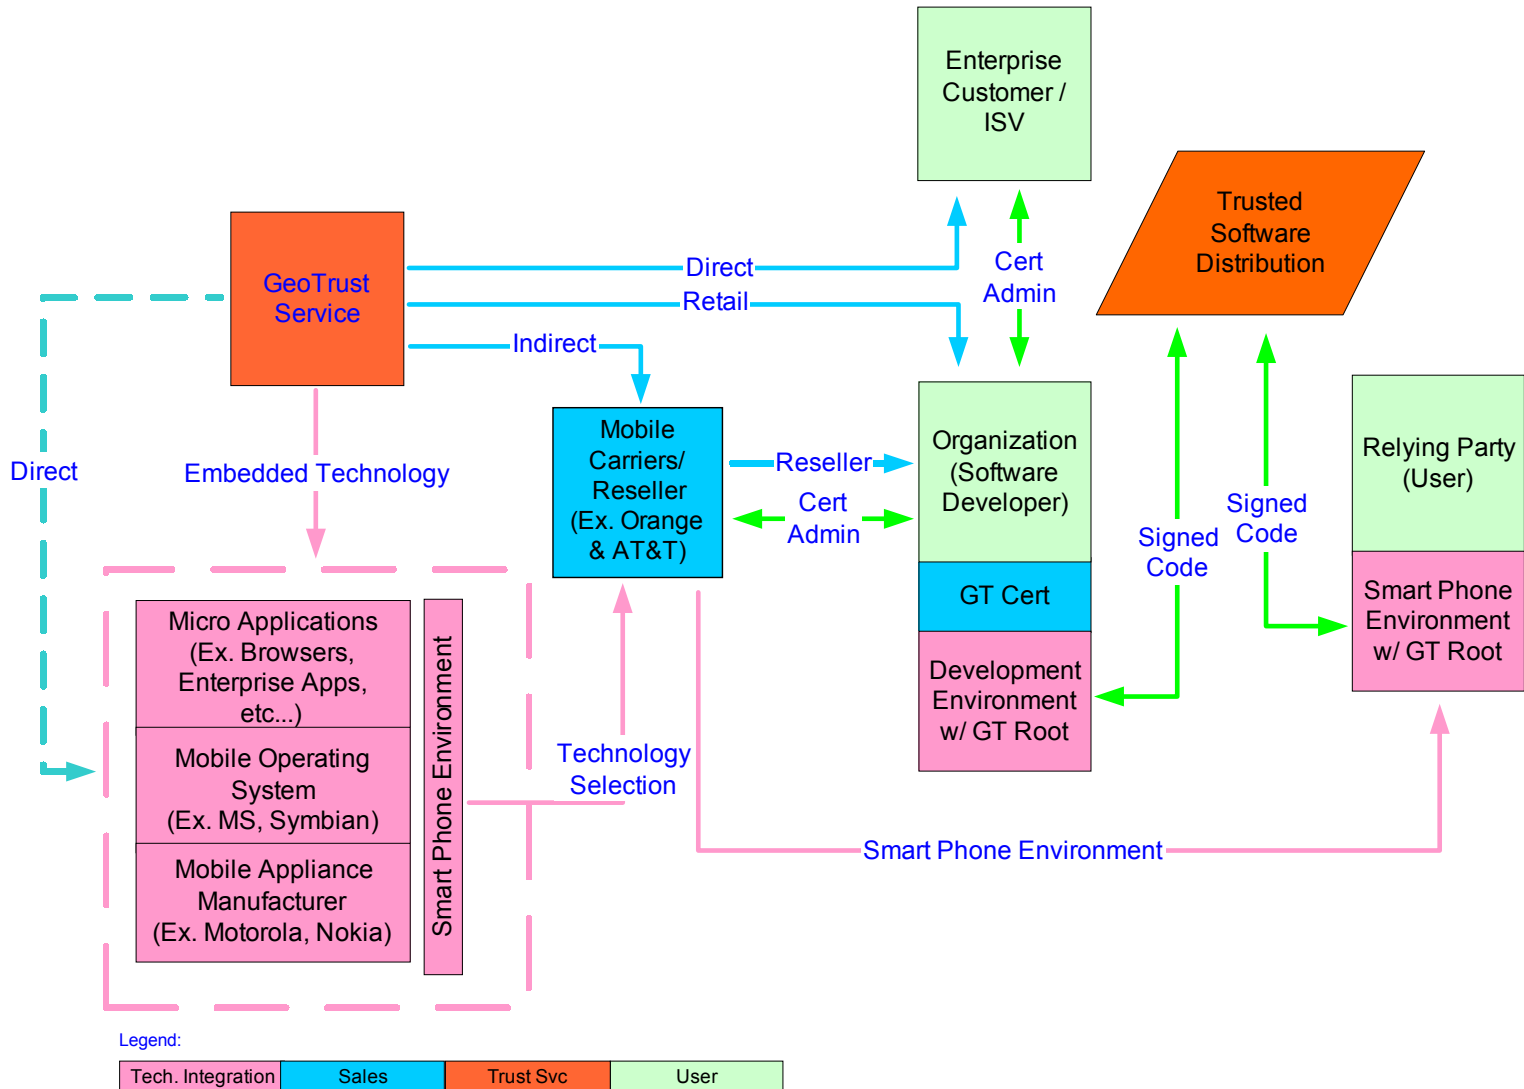 Enterprise
Customer /
ISV
Trusted
Software
Distribution
GeoTrust
Service
Direct
Retail
Indirect
Cert
Admin
Direct
Embedded Technology
Mobile
Carriers/
Reseller
(Ex. Orange
& AT&T)
Reseller
Cert
Admin
Organization
(Software
Developer)
GT Cert
Development
Environment
w/ GT Root
Signed
Code
Signed
Code
Relying Party
(User)
Smart Phone
Environment
w/ GT Root
Micro Applications
(Ex. Browsers,
Enterprise Apps,
etc...)
Mobile Operating
System
(Ex. MS, Symbian)
Mobile Appliance
Manufacturer
(Ex. Motorola, Nokia)
Smart Phone Environment
Technology
Selection
Smart Phone Environment
Legend:
Tech. Integration
Sales
Trust Svc
User